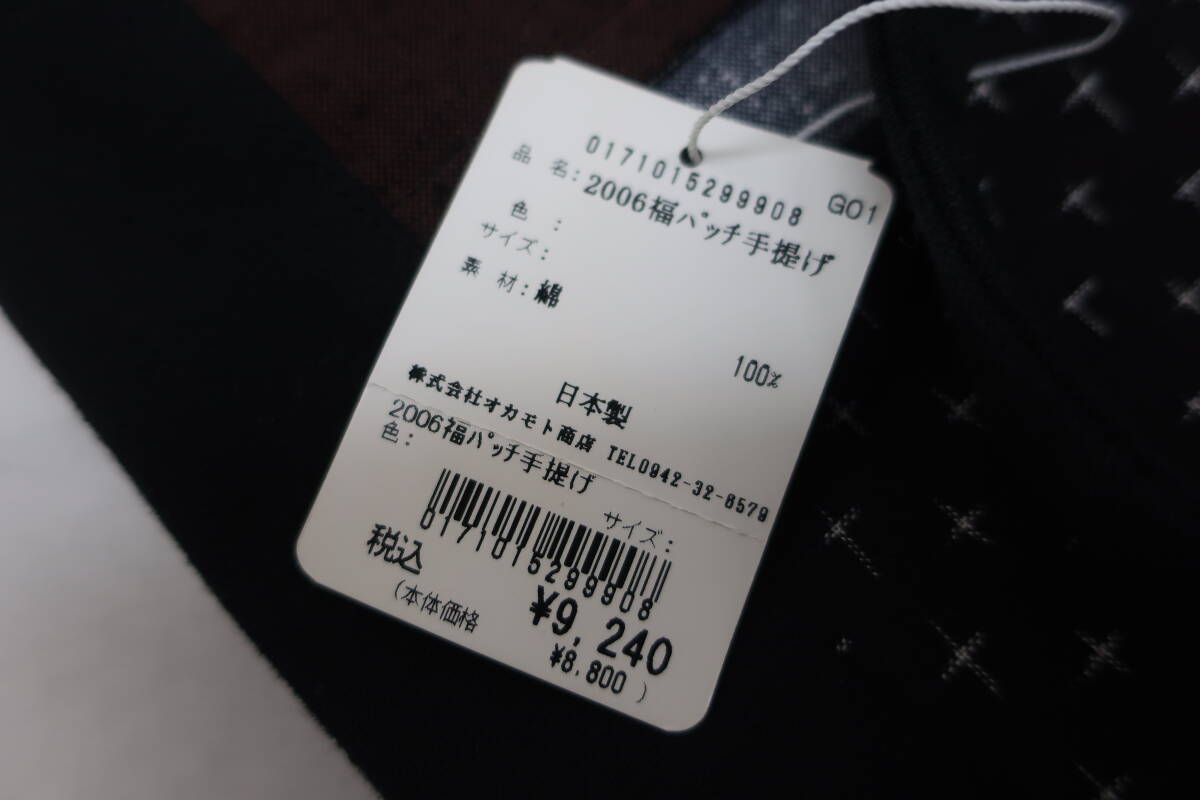 0171015299908 G01
品 名:2006福パッチ手提げ
色 :
サイズ:
素 材:綿
100%
日本製
株式会社オカモト商店 TEL0942-32-6579
2006福パッチ手提げ
色: サイズ:
0171015299908
税込 ¥9,240
(本体価格 ¥8,800 )